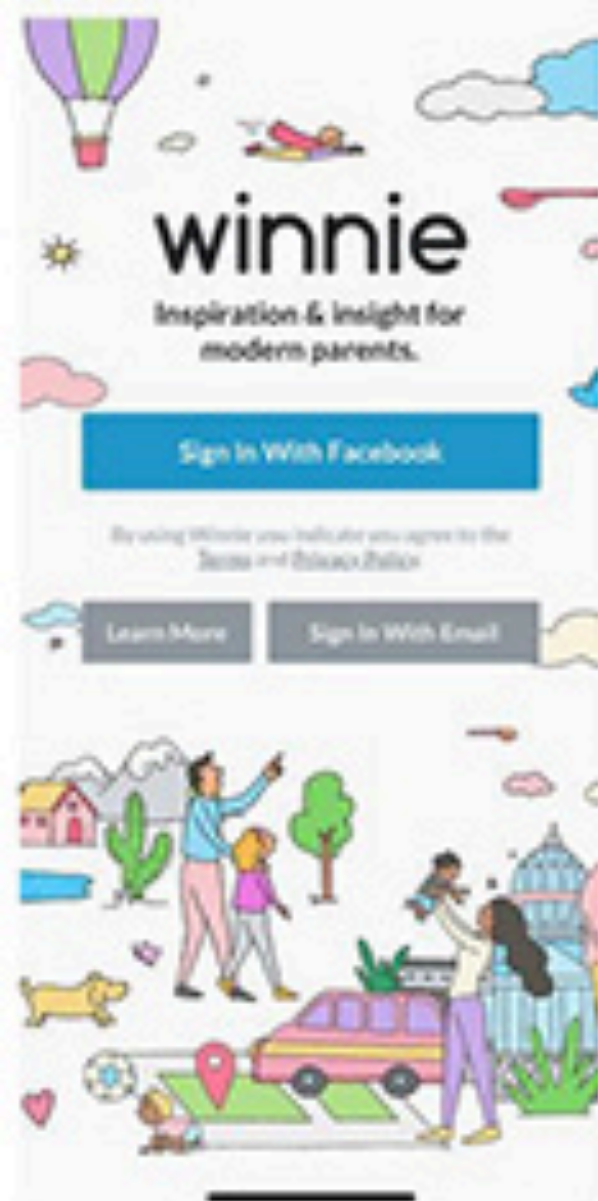 winnie
Inspiration & insight for
modern parents.
Sign In With Facebook
By using Winnie you indicate you agree to the
Terms and Privacy Policy
Learn More
Sign In With Email